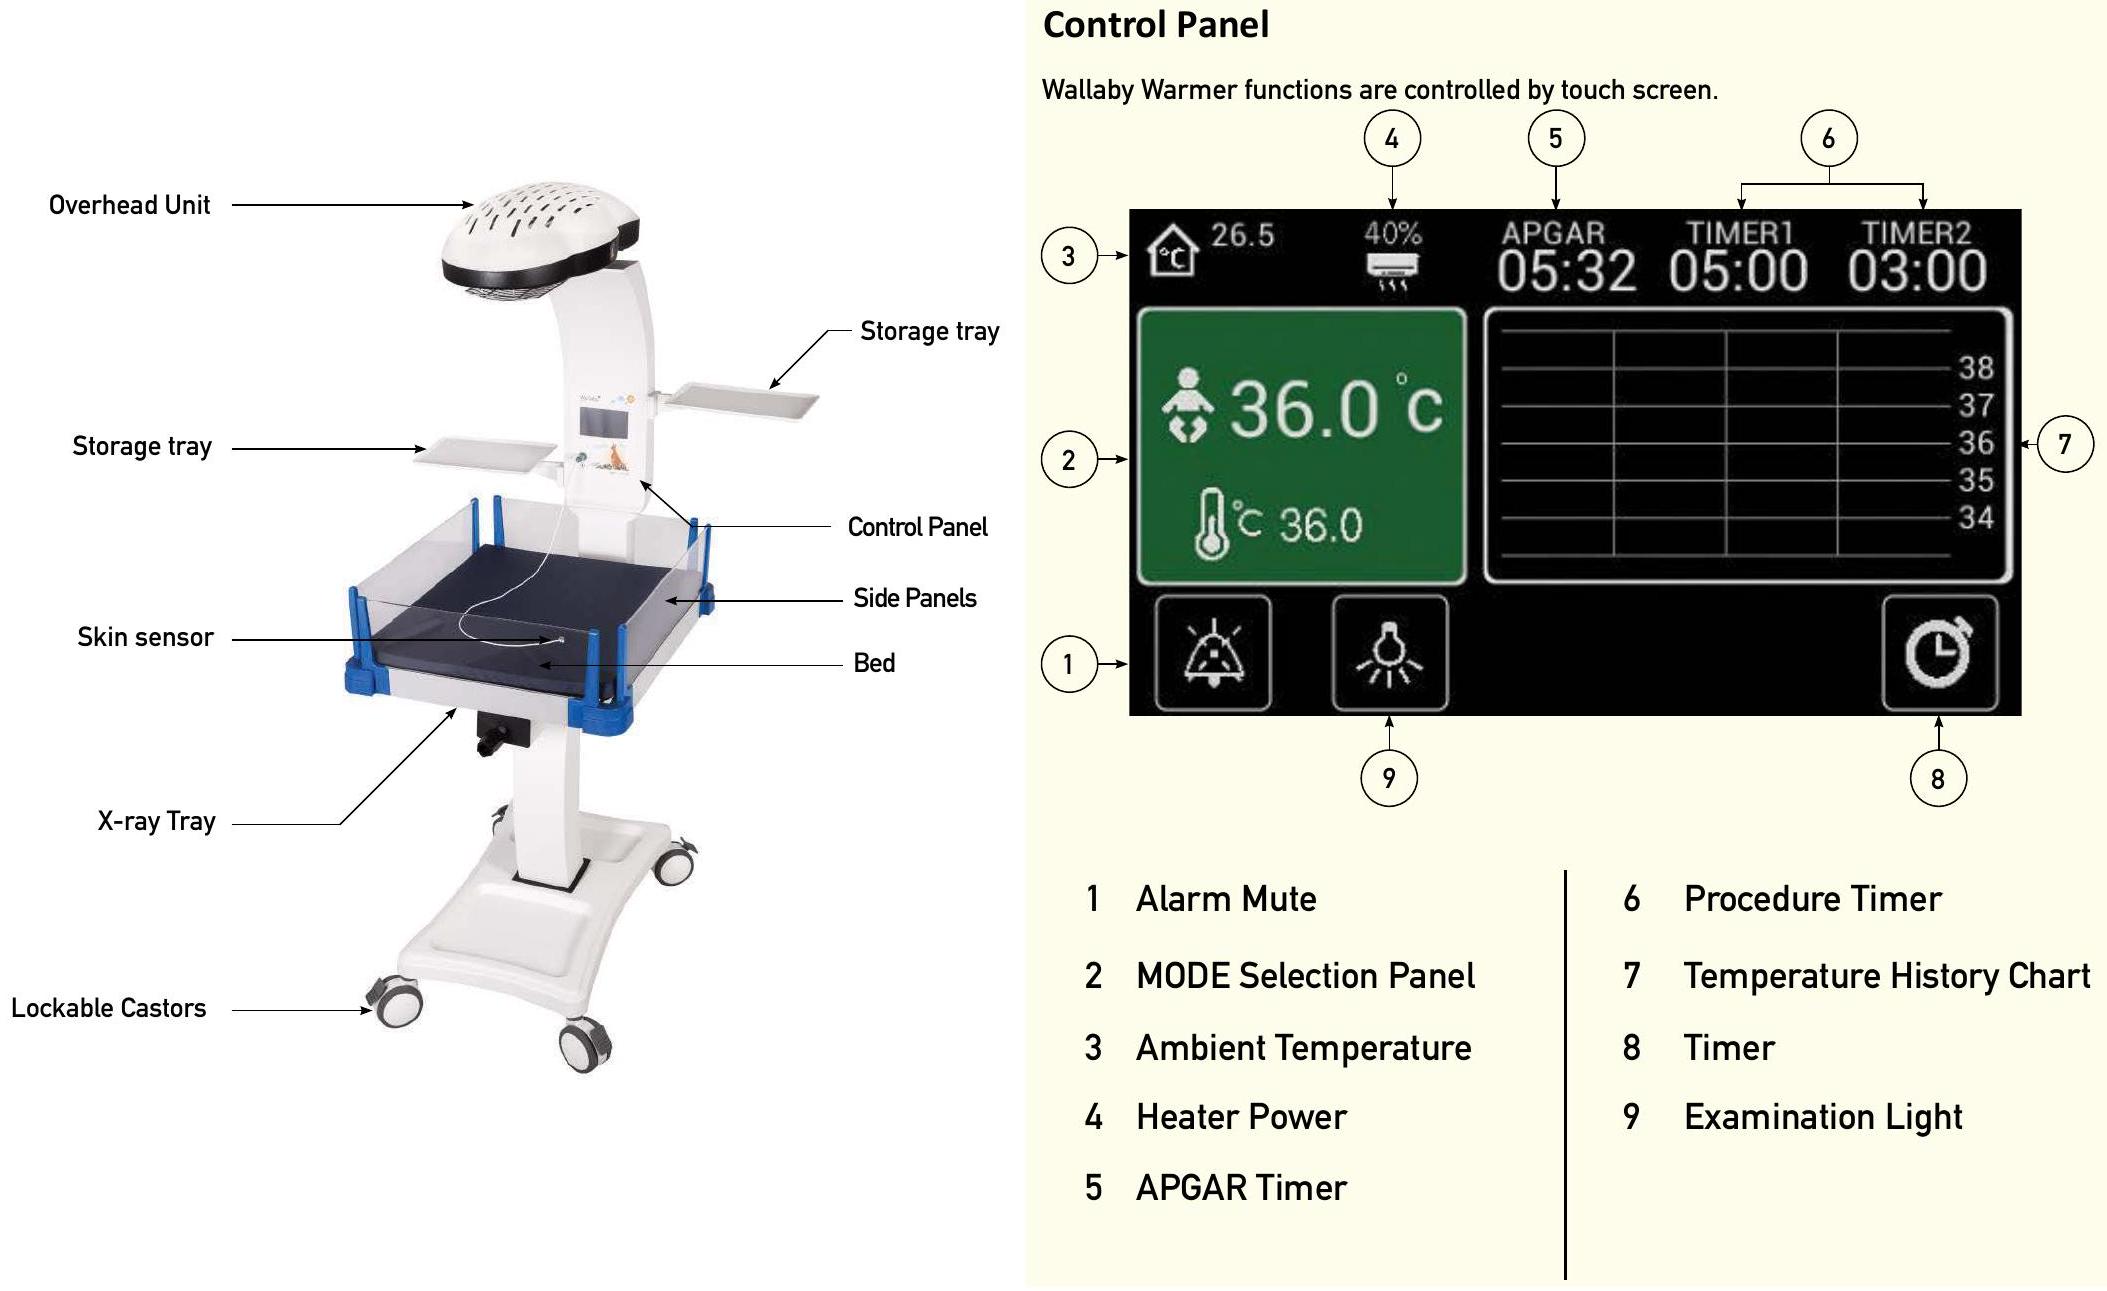 Overhead Unit
Storage tray
Storage tray
Control Panel
Side Panels
Skin sensor
Bed
X-ray Tray
Lockable Castors
Control Panel
Wallaby Warmer functions are controlled by touch screen.
4 5 6
3
26.5 40% APGAR TIMER1 TIMER2
°C 05:32 05:00 03:00
2
36.0 °C
°C 36.0
38
37
36
35
34
7
1
9 8
1 Alarm Mute
2 MODE Selection Panel
3 Ambient Temperature
4 Heater Power
5 APGAR Timer
6 Procedure Timer
7 Temperature History Chart
8 Timer
9 Examination Light